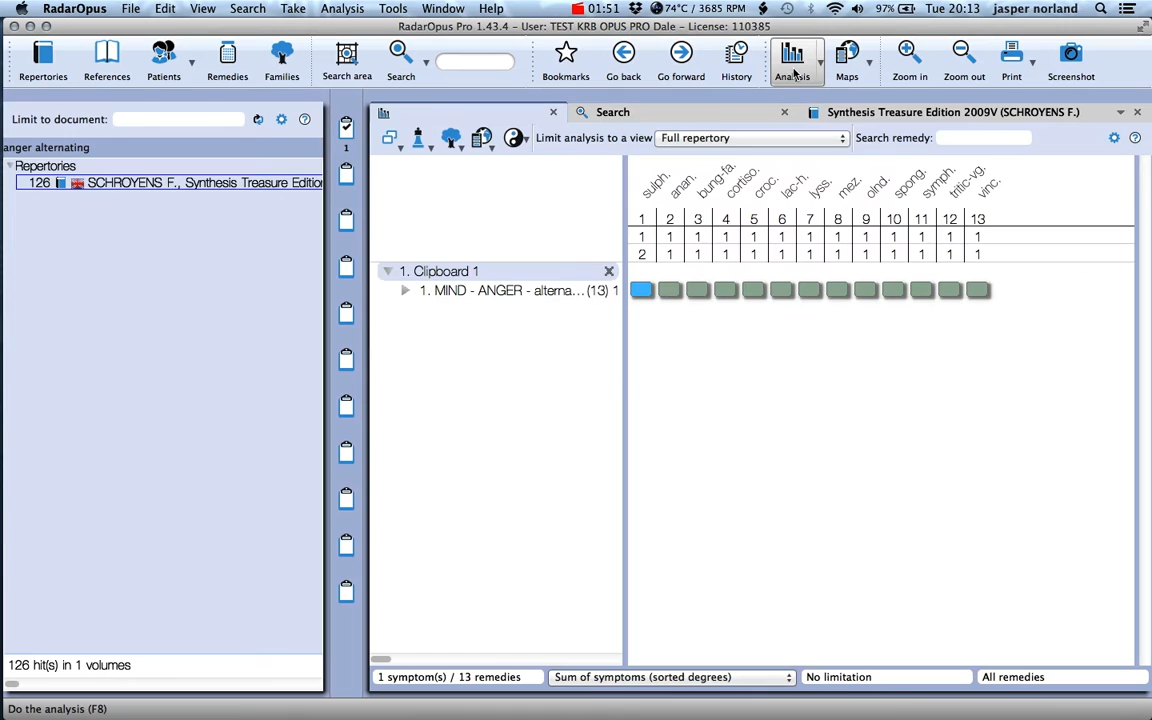 RadarOpus File Edit View Search Take Analysis Tools Window Help 01:51 74°C / 3685 RPM 97% Tue 20:13 jasper norland
RadarOpus Pro 1.43.4 - User: TEST KRB OPUS PRO Dale - License: 110385
Repertories References Patients Remedies Families Search area Search Bookmarks Go back Go forward History Analysis Maps Zoom in Zoom out Print Screenshot
Limit to document:
Search Synthesis Treasure Edition 2009V (SCHROYENS F.)
Limit analysis to a view Full repertory Search remedy:
anger alternating
Repertories
126 SCHROYENS F., Synthesis Treasure Edition
1
sulph. anan. bung-fa. cortiso. croc. lac-h. lyss. mez. olnd. spong. symph. tritic-vg. vinc.
1 2 3 4 5 6 7 8 9 10 11 12 13
1 1 1 1 1 1 1 1 1 1 1 1 1
2 1 1 1 1 1 1 1 1 1 1 1 1
1. Clipboard 1
1. MIND - ANGER - alterna... (13) 1
126 hit(s) in 1 volumes
1 symptom(s) / 13 remedies Sum of symptoms (sorted degrees) No limitation All remedies
Do the analysis (F8)